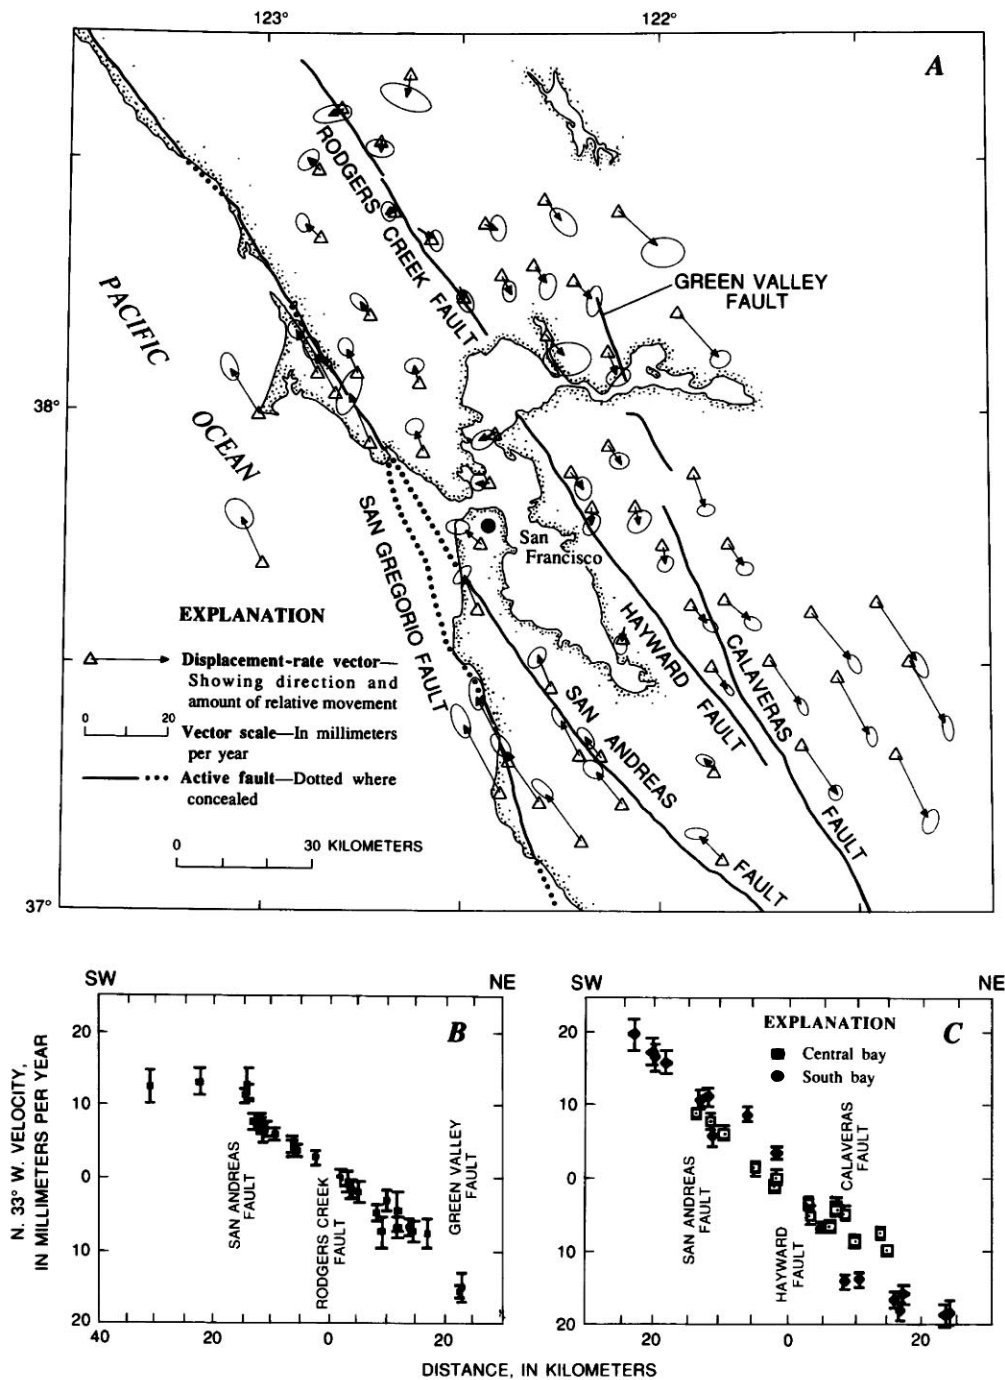 123°
122°
A
RODGERS CREEK FAULT
GREEN VALLEY
FAULT
PACIFIC
OCEAN
38°
SAN GREGORIO FAULT
San
Francisco
HAYWARD FAULT
CALAVERAS FAULT
SAN ANDREAS FAULT
EXPLANATION
Displacement-rate vector—
Showing direction and
amount of relative movement
0 20
Vector scale—In millimeters
per year
Active fault—Dotted where
concealed
0 30 KILOMETERS
37°
SW NE
B
N. 33° W. VELOCITY,
IN MILLIMETERS PER YEAR
20
10
0
10
20
SAN ANDREAS
FAULT
RODGERS CREEK
FAULT
GREEN VALLEY
FAULT
40 20 0 20
SW NE
C
EXPLANATION
Central bay
South bay
20
10
0
10
20
SAN ANDREAS
FAULT
HAYWARD
FAULT
CALAVERAS
FAULT
20 0 20
DISTANCE, IN KILOMETERS